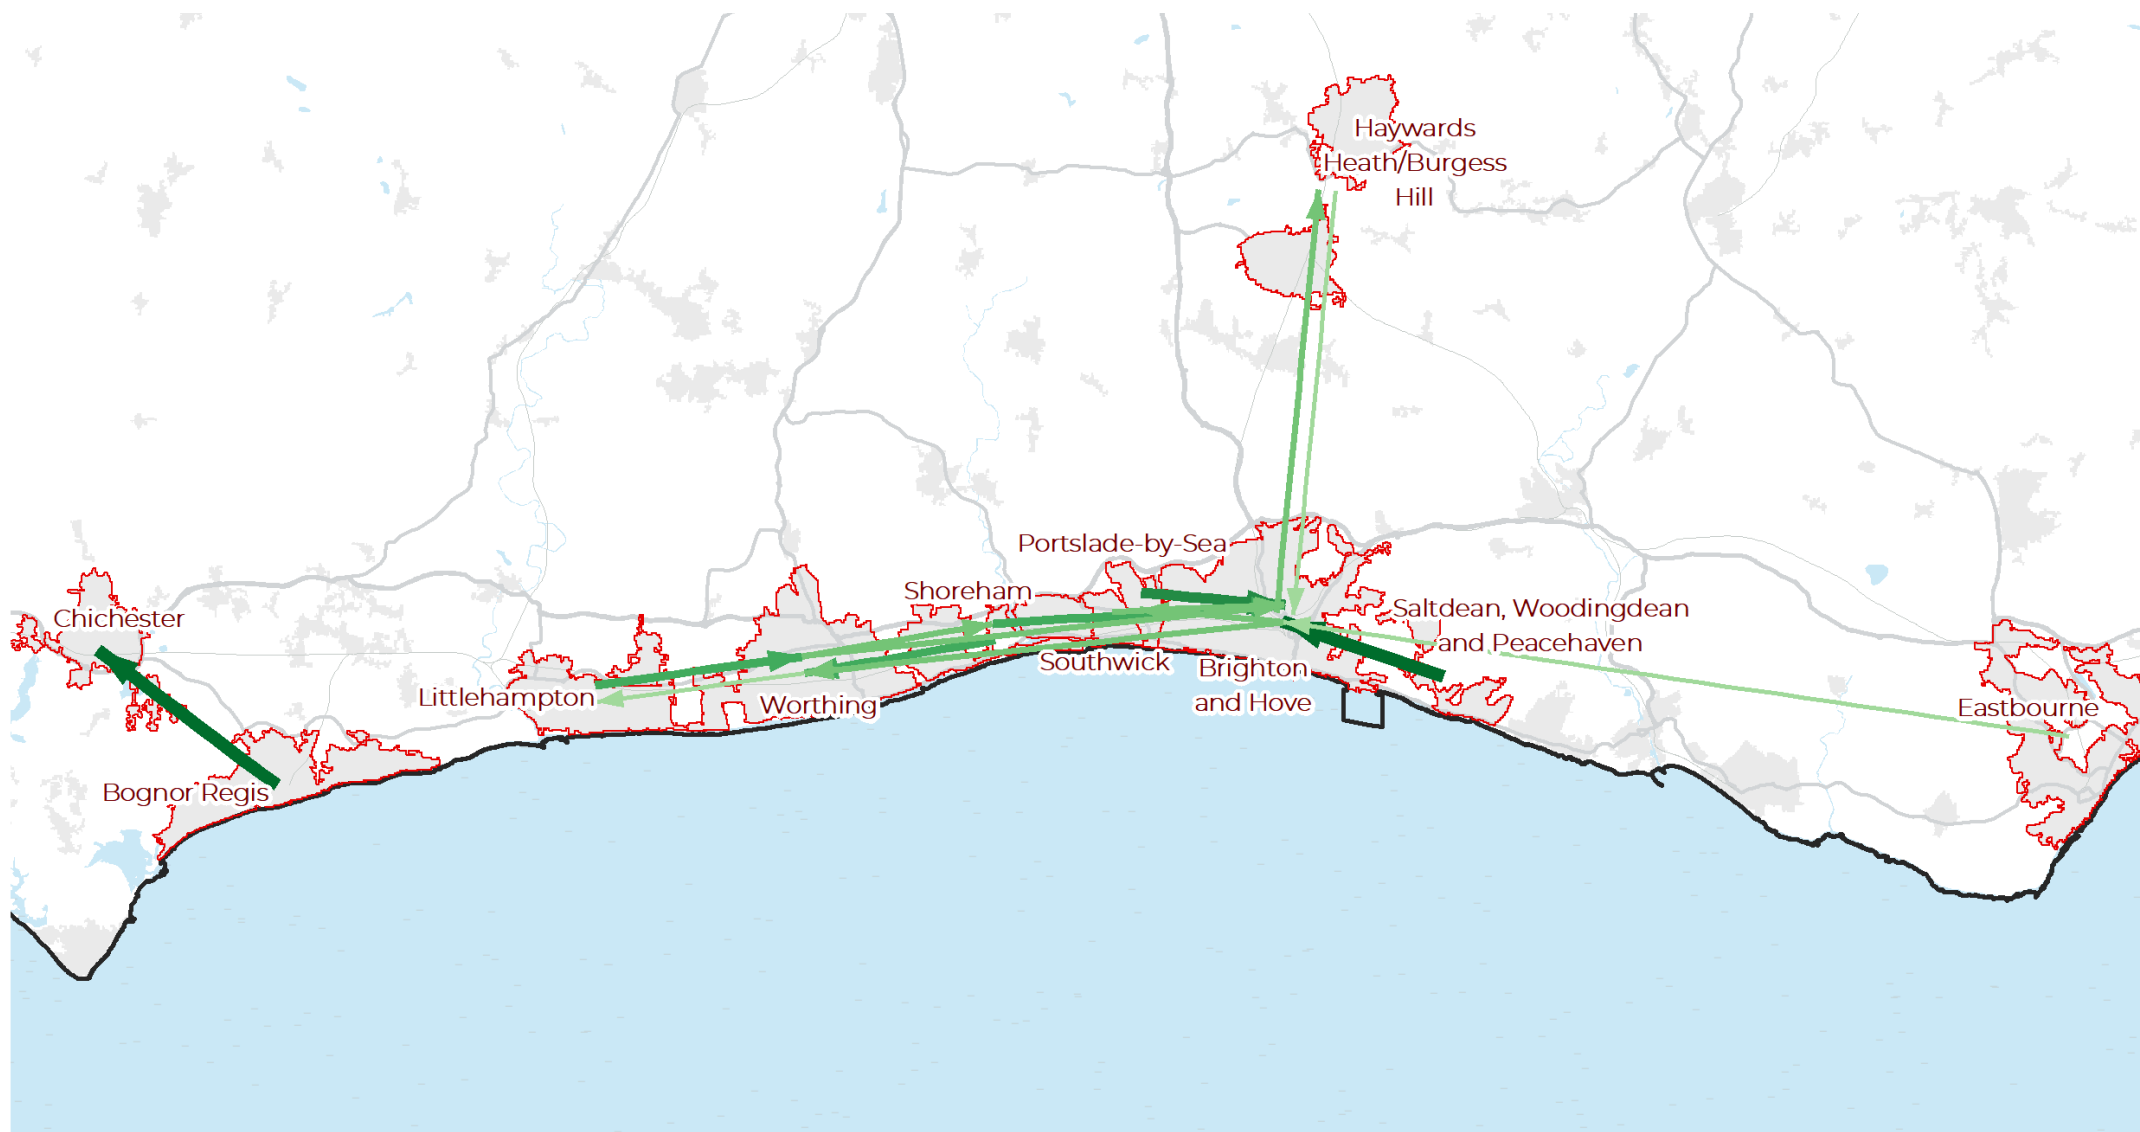 Haywards
Heath/Burgess
Hill
Portslade-by-Sea
Shoreham
Chichester
Saltdean, Woodingdean
and Peacehaven
Southwick
Brighton
and Hove
Littlehampton
Worthing
Eastbourne
Bognor Regis